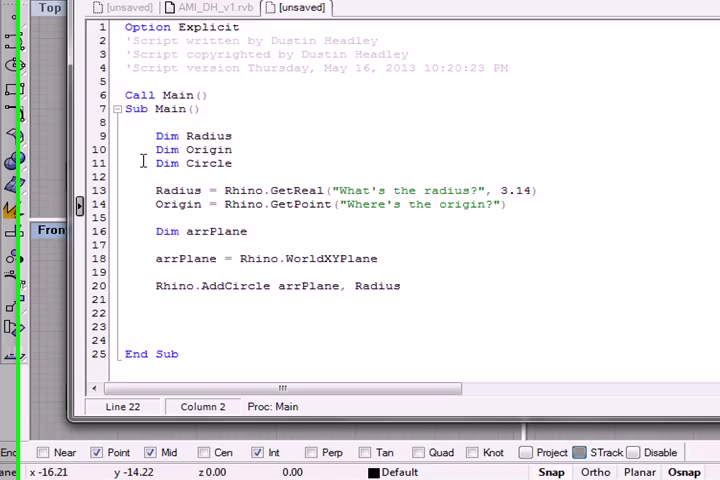 Top
[unsaved]
AMI_DH_v1.rvb
[unsaved]
1 Option Explicit
2 'Script written by Dustin Headley
3 'Script copyrighted by Dustin Headley
4 'Script version Thursday, May 16, 2013 10:20:23 PM
5
6 Call Main()
7 Sub Main()
8
9 Dim Radius
10 Dim Origin
11 Dim Circle
12
13 Radius = Rhino.GetReal("What's the radius?", 3.14)
14 Origin = Rhino.GetPoint("Where's the origin?")
15
16 Dim arrPlane
17
18 arrPlane = Rhino.WorldXYPlane
19
20 Rhino.AddCircle arrPlane, Radius
21
22
23
24
25 End Sub
Fron
Line 22 Column 2 Proc: Main
End Near Point Mid Cen Int Perp Tan Quad Knot Project STrack Disable
ane x -16.21 y -14.22 z 0.00 0.00 Default Snap Ortho Planar Osnap